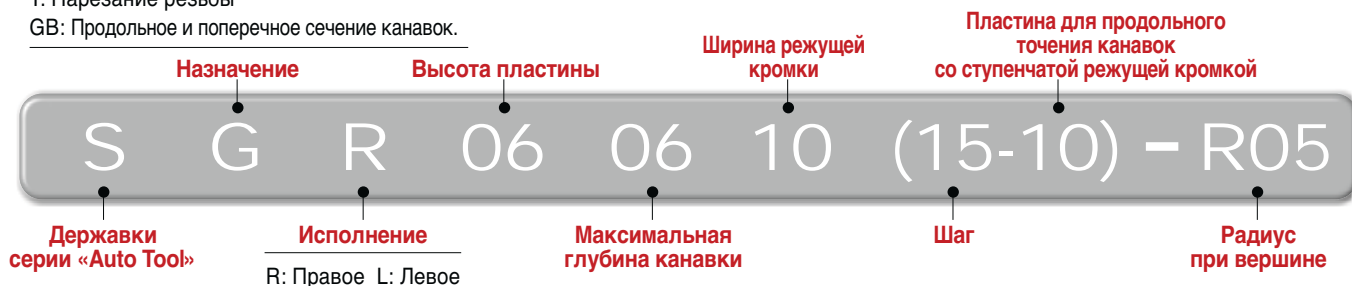 Т: Нарезание резьбы
GB: Продольное и поперечное сечение канавок.
Назначение
Высота пластины
Ширина режущей
кромки
Пластина для продольного
точения канавок
со ступенчатой режущей кромкой
S G R 06 06 10 (15-10) – R05
Державки
серии «Auto Tool»
Исполнение
R: Правое L: Левое
Максимальная
глубина канавки
Шаг
Радиус
при вершине